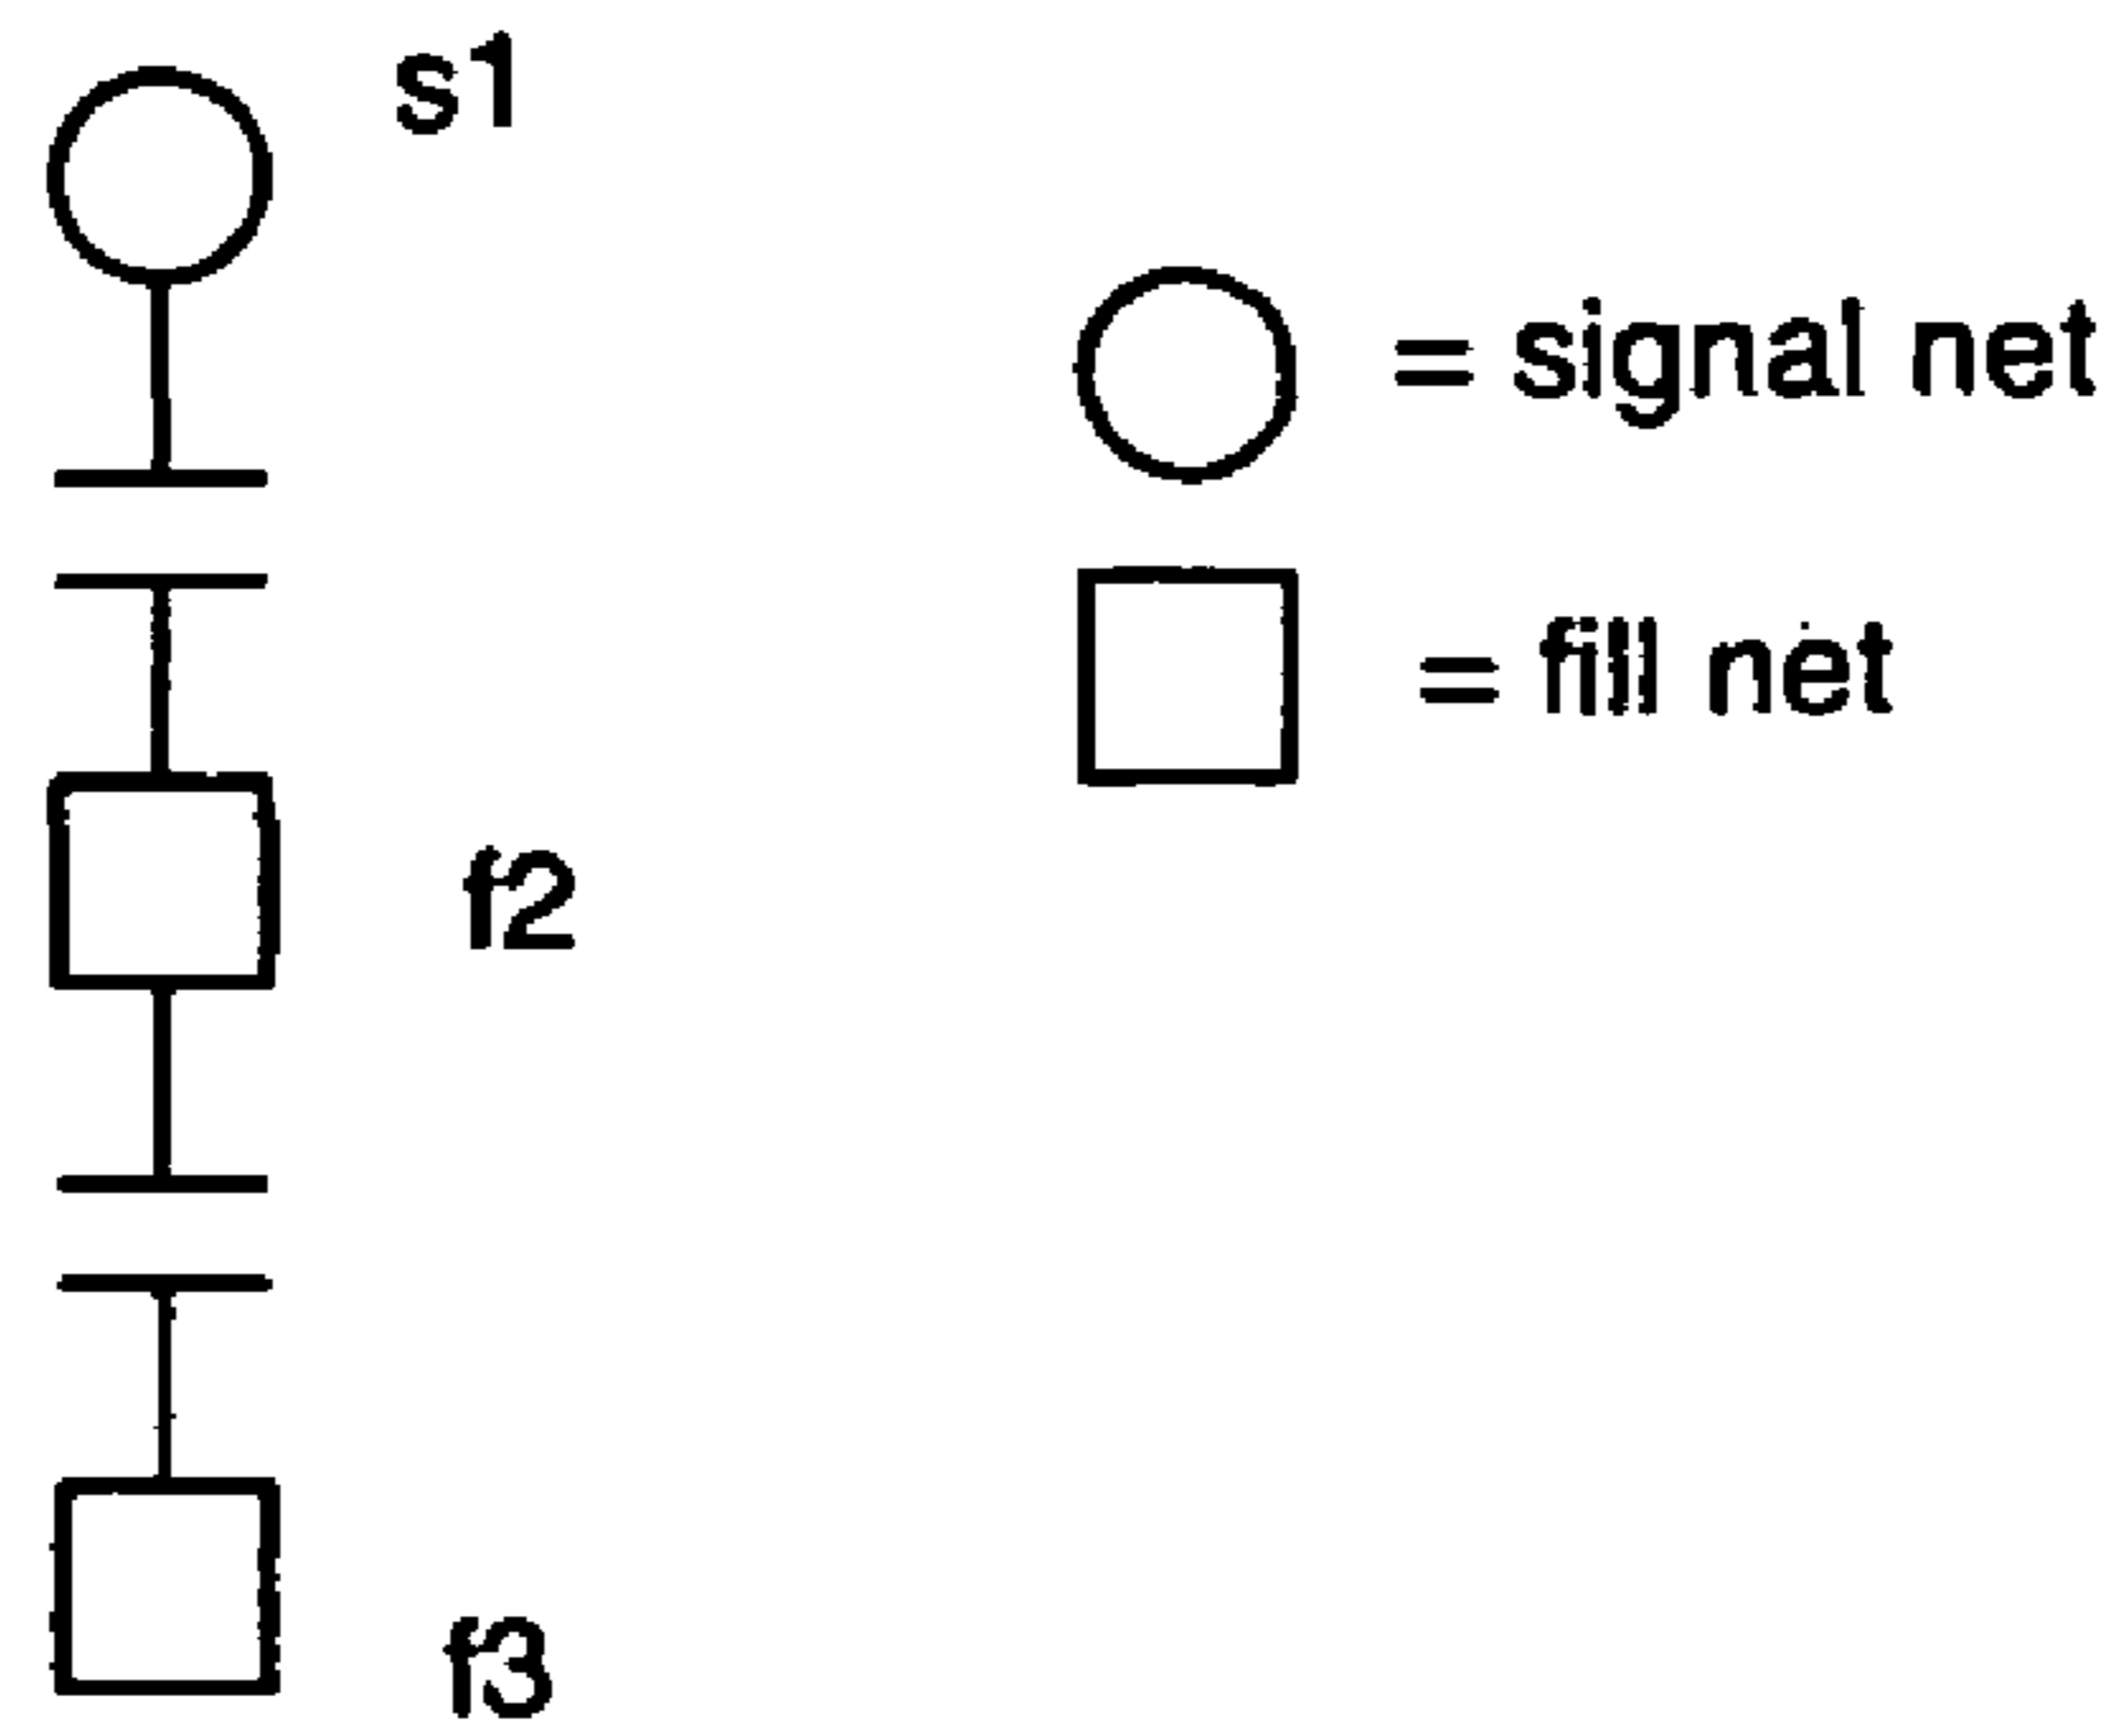 s1
= signal net
= fill net
f2
f3